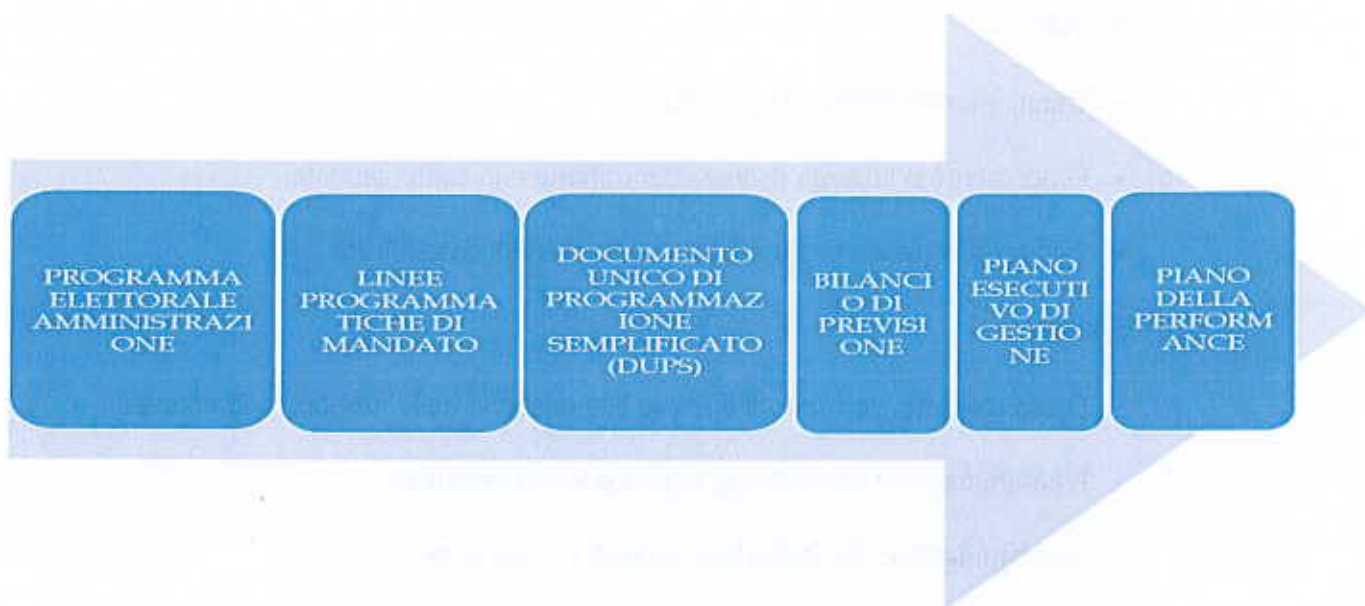 PROGRAMMA
ELETTORALE
AMMINISTRAZI
ONE
LINEE
PROGRAMMA
TICHE DI
MANDATO
DOCUMENTO
UNICO DI
PROGRAMMAZ
IONE
SEMPLIFICATO
(DUPS)
BILANCI
O DI
PREVISI
ONE
PIANO
ESECUTI
VO DI
GESTIO
NE
PIANO
DELLA
PERFORM
ANCE